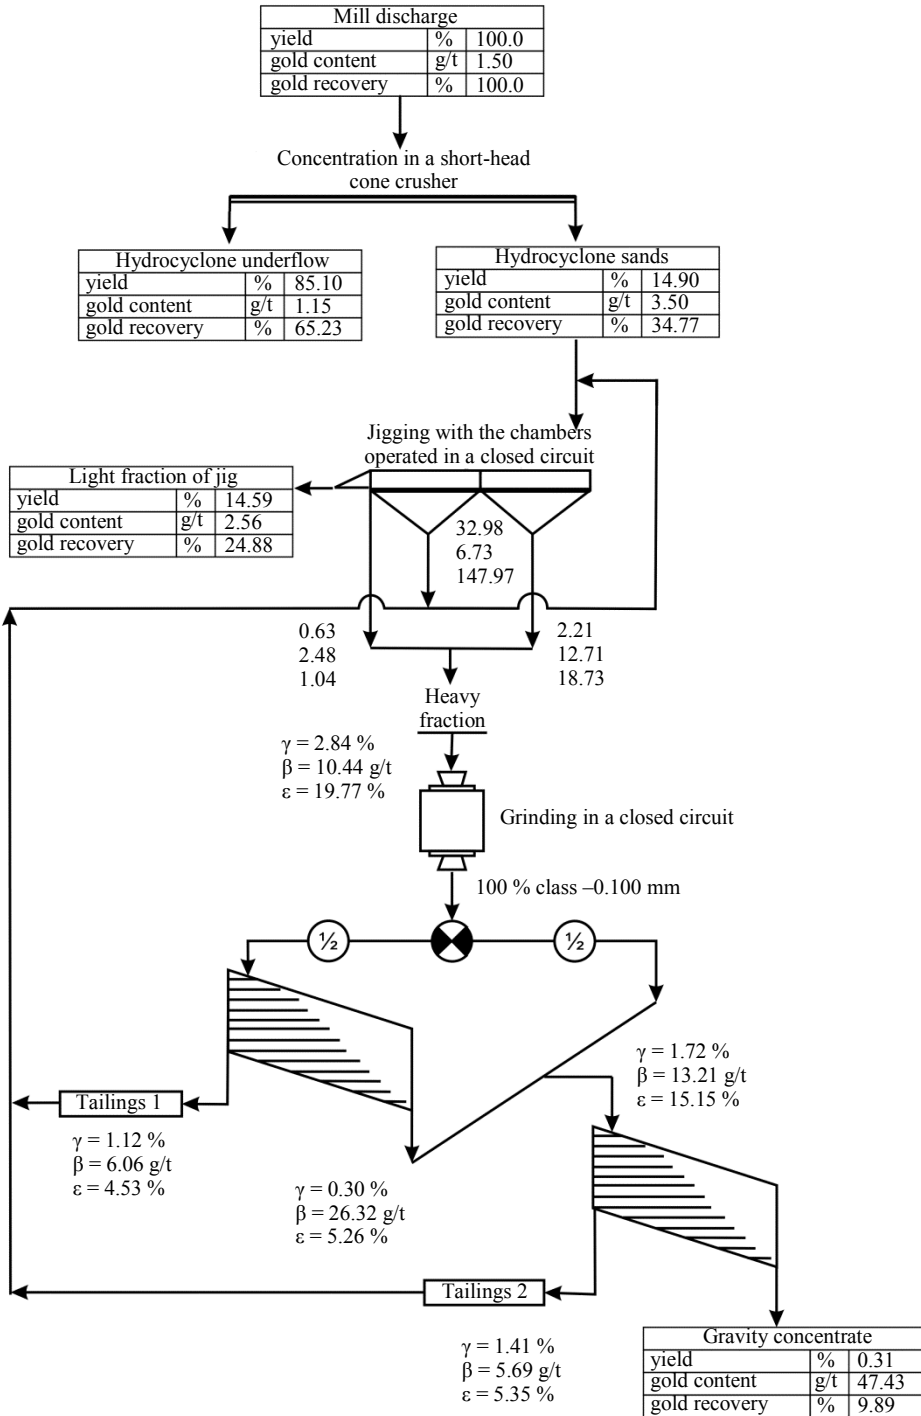 Mill discharge
yield % 100.0
gold content g/t 1.50
gold recovery % 100.0
Concentration in a short-head
cone crusher
Hydrocyclone underflow
yield % 85.10
gold content g/t 1.15
gold recovery % 65.23
Hydrocyclone sands
yield % 14.90
gold content g/t 3.50
gold recovery % 34.77
Jigging with the chambers
operated in a closed circuit
Light fraction of jig
yield % 14.59
gold content g/t 2.56
gold recovery % 24.88
32.98
6.73
147.97
0.63
2.48
1.04
2.21
12.71
18.73
Heavy
fraction
γ = 2.84 %
β = 10.44 g/t
ε = 19.77 %
Grinding in a closed circuit
100 % class –0.100 mm
½
½
γ = 1.72 %
β = 13.21 g/t
ε = 15.15 %
Tailings 1
γ = 1.12 %
β = 6.06 g/t
ε = 4.53 %
γ = 0.30 %
β = 26.32 g/t
ε = 5.26 %
Tailings 2
γ = 1.41 %
β = 5.69 g/t
ε = 5.35 %
Gravity concentrate
yield % 0.31
gold content g/t 47.43
gold recovery % 9.89